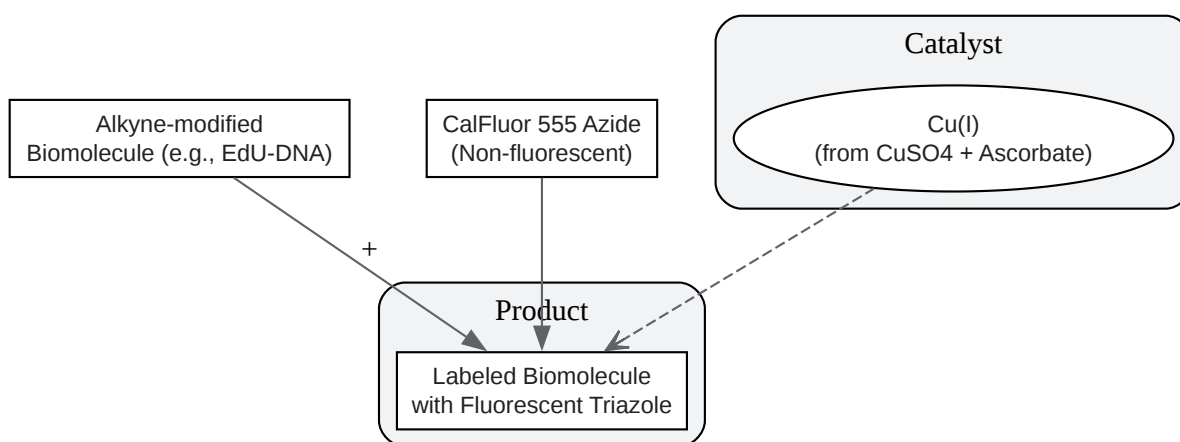 Catalyst
Alkyne-modified
Biomolecule (e.g., EdU-DNA)
CalFluor 555 Azide
(Non-fluorescent)
Cu(I)
(from CuSO4 + Ascorbate)
+
Product
Labeled Biomolecule
with Fluorescent Triazole